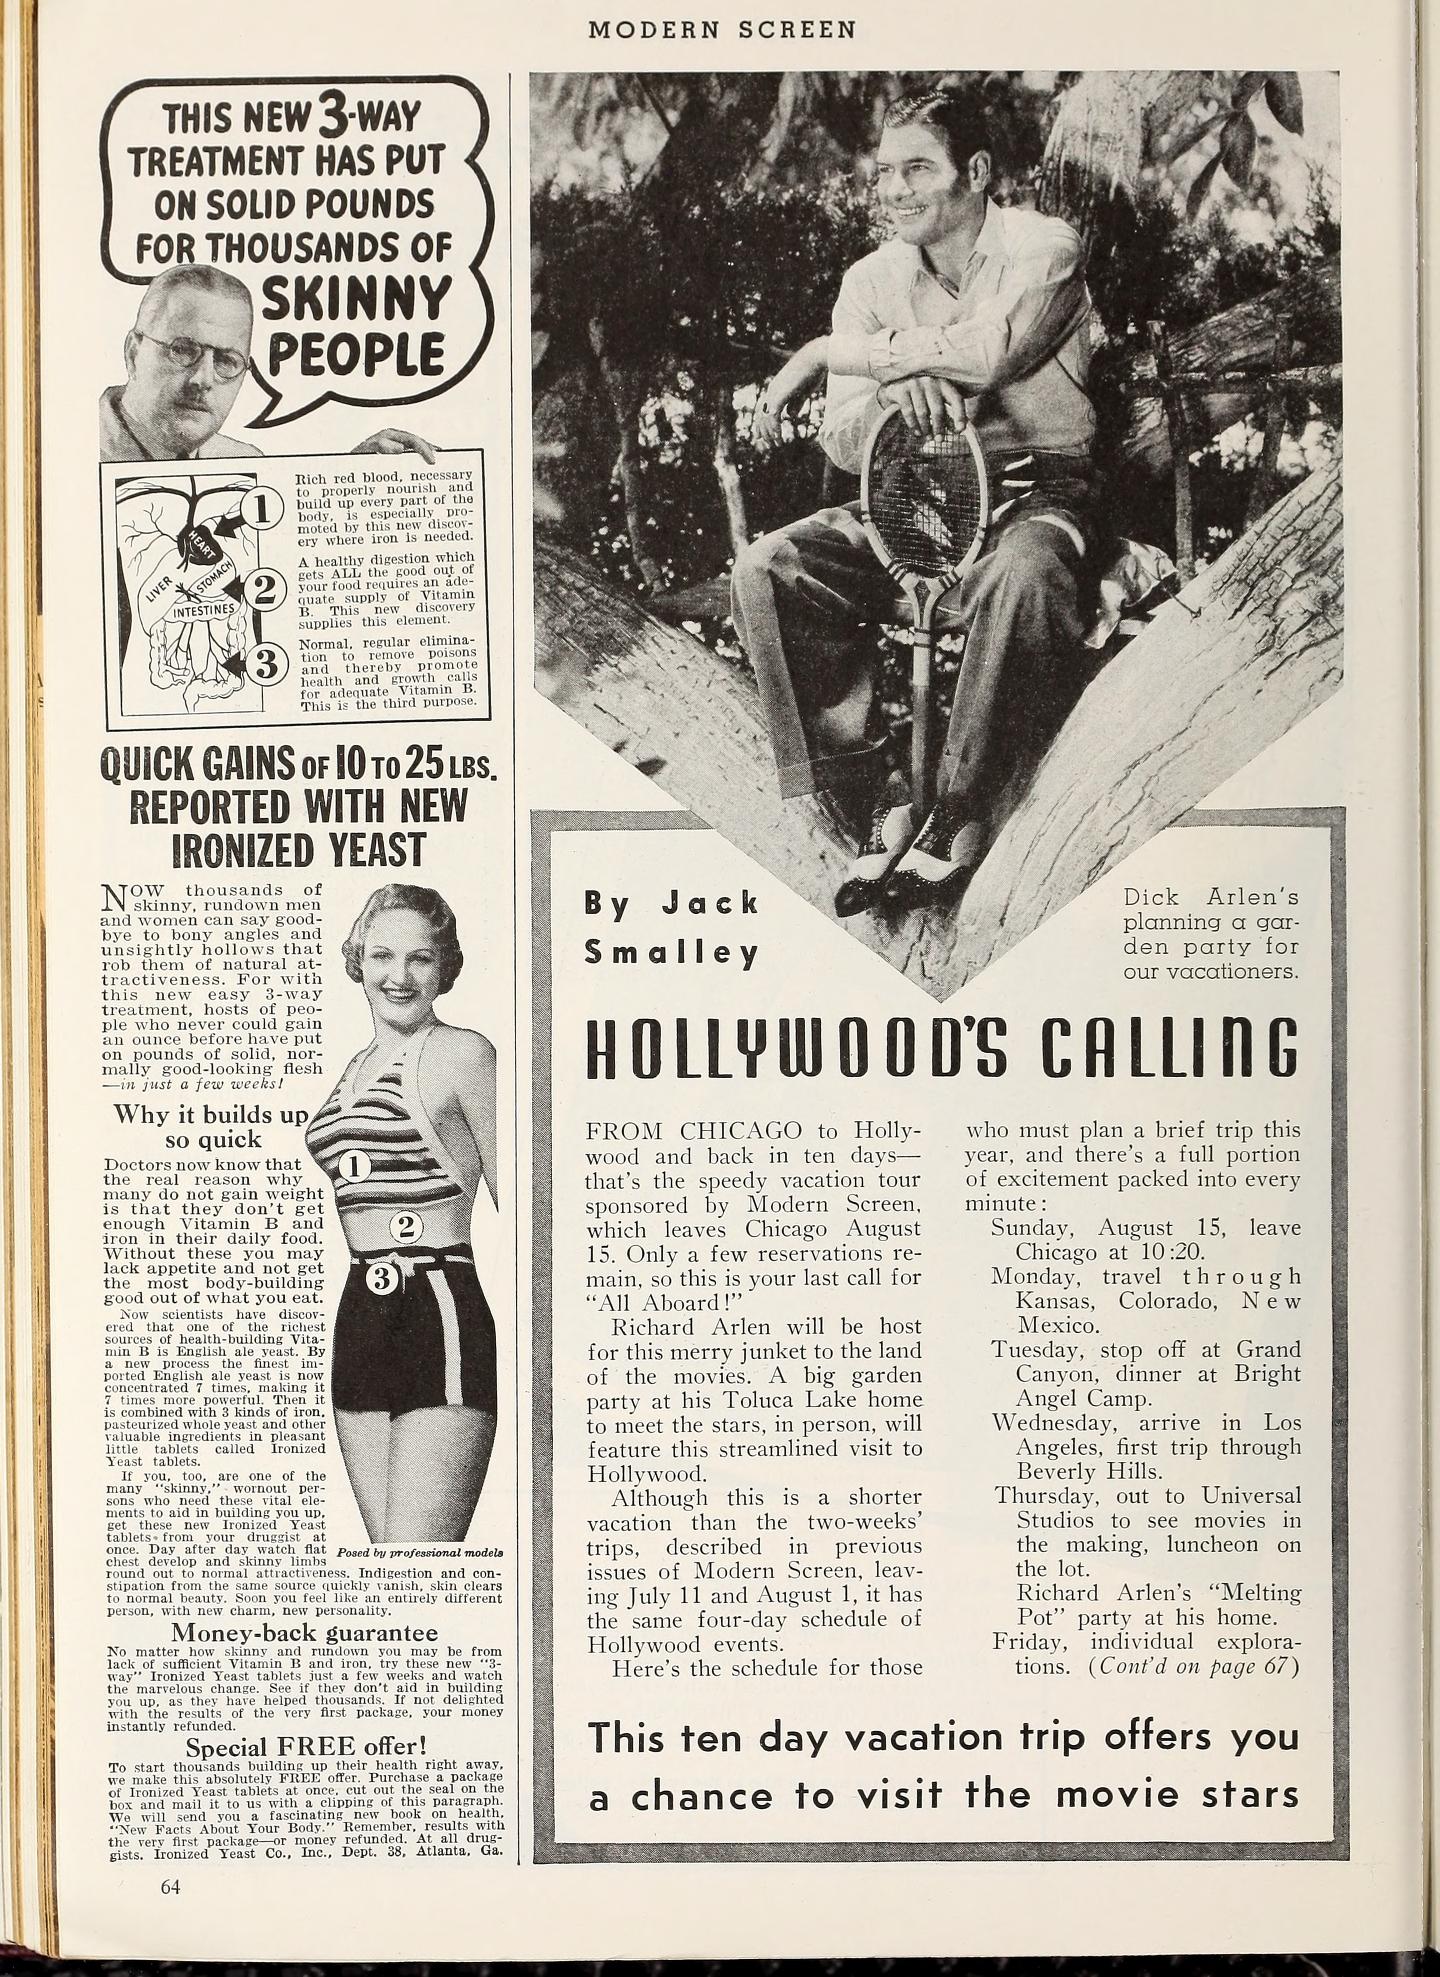 MODERN SCREEN
THIS NEW 3-WAY
TREATMENT HAS PUT
ON SOLID POUNDS
FOR THOUSANDS OF
SKINNY
PEOPLE
1
2
3
HEART
LIVER
STOMACH
INTESTINES
Rich red blood, necessary
to properly nourish and
build up every part of the
body, is especially pro-
moted by this new discov-
ery where iron is needed.
A healthy digestion which
gets ALL the good out of
your food requires an ade-
quate supply of Vitamin
B. This new discovery
supplies this element.
Normal, regular elimina-
tion to remove poisons
and thereby promote
health and growth calls
for adequate Vitamin B.
This is the third purpose.
QUICK GAINS OF 10 TO 25 LBS.
REPORTED WITH NEW
IRONIZED YEAST
NOW thousands of
skinny, rundown men
and women can say good-
bye to bony angles and
unsightly hollows that
rob them of natural at-
tractiveness. For with
this new easy 3-way
treatment, hosts of peo-
ple who never could gain
an ounce before have put
on pounds of solid, nor-
mally good-looking flesh
—in just a few weeks!
Why it builds up
so quick
Doctors now know that
the real reason why
many do not gain weight
is that they don't get
enough Vitamin B and
iron in their daily food.
Without these you may
lack appetite and not get
the most body-building
good out of what you eat.
Now scientists have discov-
ered that one of the richest
sources of health-building Vita-
min B is English ale yeast. By
a new process the finest im-
ported English ale yeast is now
concentrated 7 times, making it
7 times more powerful. Then it
is combined with 3 kinds of iron,
pasteurized whole yeast and other
valuable ingredients in pleasant
little tablets called Ironized
Yeast tablets.
If you, too, are one of the
many "skinny," wornout per-
sons who need these vital ele-
ments to aid in building you up,
get these new Ironized Yeast
tablets from your druggist at
once. Day after day watch flat
chest develop and skinny limbs
round out to normal attractiveness. Indigestion and con-
stipation from the same source quickly vanish, skin clears
to normal beauty. Soon you feel like an entirely different
person, with new charm, new personality.
1
2
3
Posed by professional models
Money-back guarantee
No matter how skinny and rundown you may be from
lack of sufficient Vitamin B and iron, try these new "3-
way" Ironized Yeast tablets just a few weeks and watch
the marvelous change. See if they don't aid in building
you up, as they have helped thousands. If not delighted
with the results of the very first package, your money
instantly refunded.
Special FREE offer!
To start thousands building up their health right away,
we make this absolutely FREE offer. Purchase a package
of Ironized Yeast tablets at once, cut out the seal on the
box and mail it to us with a clipping of this paragraph.
We will send you a fascinating new book on health,
"New Facts About Your Body." Remember, results with
the very first package—or money refunded. At all drug-
gists. Ironized Yeast Co., Inc., Dept. 38, Atlanta, Ga.
By Jack
Smalley
Dick Arlen's
planning a gar-
den party for
our vacationers.
HOLLYWOOD'S CALLING
FROM CHICAGO to Holly-
wood and back in ten days—
that's the speedy vacation tour
sponsored by Modern Screen,
which leaves Chicago August
15. Only a few reservations re-
main, so this is your last call for
"All Aboard!"
Richard Arlen will be host
for this merry junket to the land
of the movies. A big garden
party at his Toluca Lake home
to meet the stars, in person, will
feature this streamlined visit to
Hollywood.
Although this is a shorter
vacation than the two-weeks'
trips, described in previous
issues of Modern Screen, leav-
ing July 11 and August 1, it has
the same four-day schedule of
Hollywood events.
Here's the schedule for those
who must plan a brief trip this
year, and there's a full portion
of excitement packed into every
minute:
Sunday, August 15, leave
Chicago at 10:20.
Monday, travel through
Kansas, Colorado, New
Mexico.
Tuesday, stop off at Grand
Canyon, dinner at Bright
Angel Camp.
Wednesday, arrive in Los
Angeles, first trip through
Beverly Hills.
Thursday, out to Universal
Studios to see movies in
the making, luncheon on
the lot.
Richard Arlen's "Melting
Pot" party at his home.
Friday, individual explora-
tions. (Cont'd on page 67)
This ten day vacation trip offers you
a chance to visit the movie stars
64